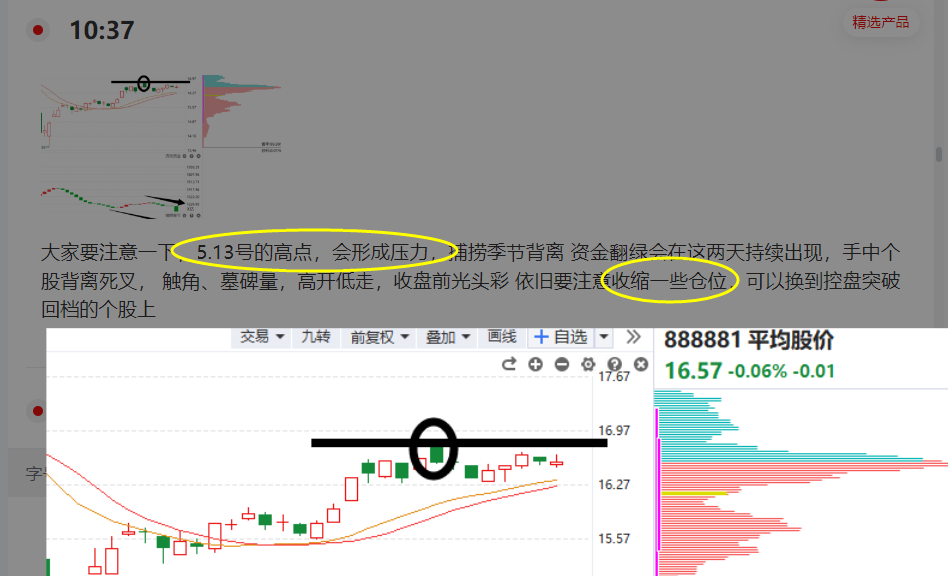 10:37
精选产品
大家要注意一下，5.13号的高点，会形成压力，捕捞季节背离 资金翻绿会在这两天持续出现，手中个
股背离死叉， 触角、墓碑量，高开低走，收盘前光头彩 依旧要注意收缩一些仓位，可以换到控盘突破
回档的个股上
交易 九转 前复权 叠加 画线 自选
888881 平均股价
16.57 -0.06% -0.01
17.67
16.97
16.27
15.57